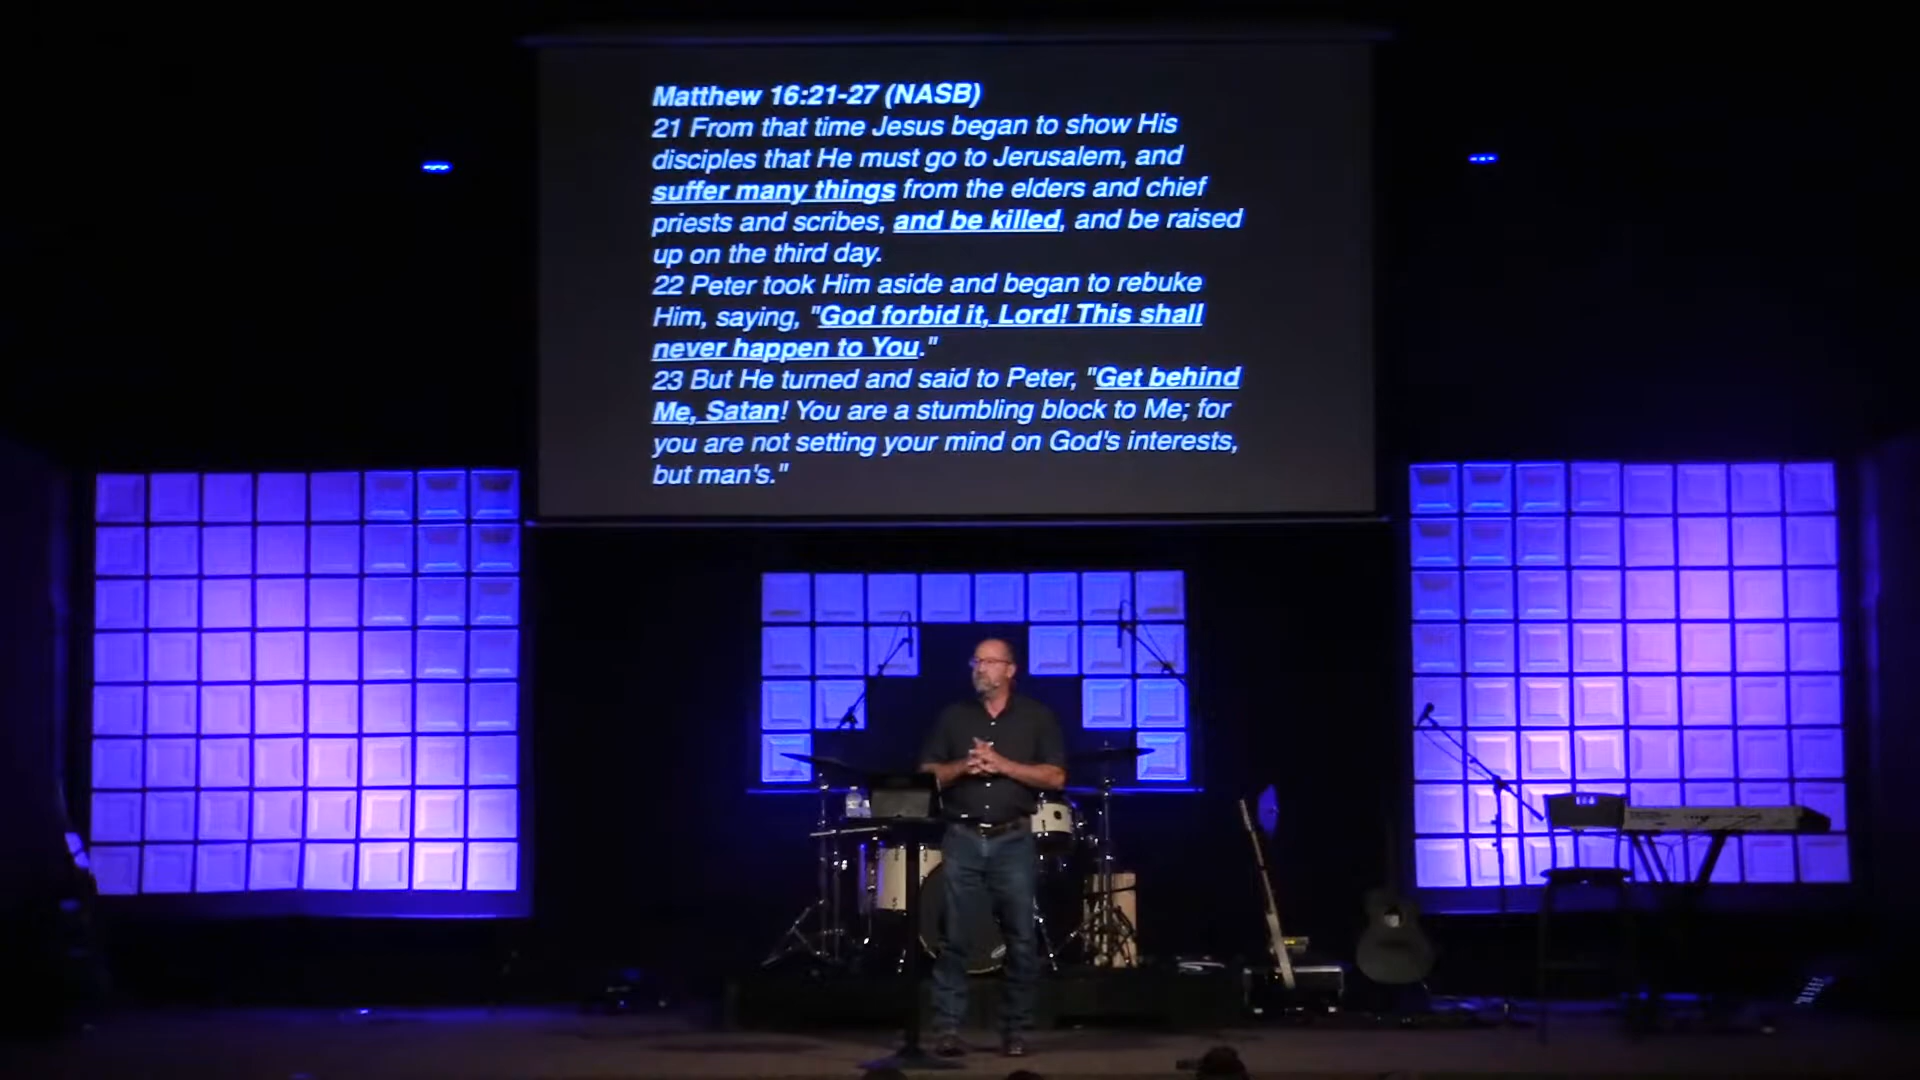 Matthew 16:21-27 (NASB)
21 From that time Jesus began to show His
disciples that He must go to Jerusalem, and
suffer many things from the elders and chief
priests and scribes, and be killed, and be raised
up on the third day.
22 Peter took Him aside and began to rebuke
Him, saying, "God forbid it, Lord! This shall
never happen to You."
23 But He turned and said to Peter, "Get behind
Me, Satan! You are a stumbling block to Me; for
you are not setting your mind on God's interests,
but man's."